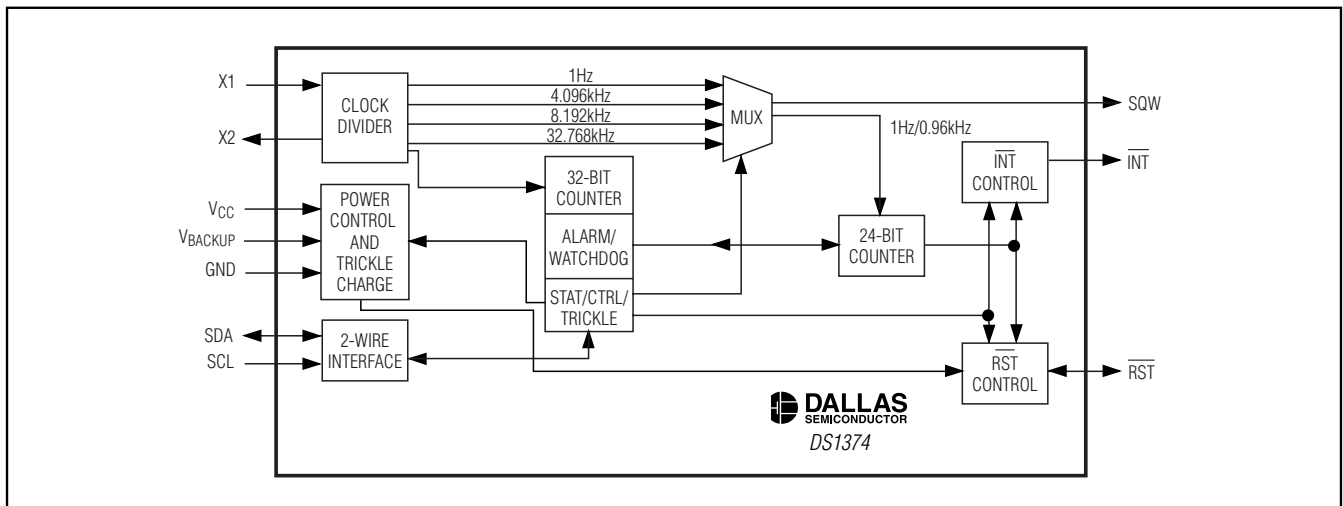 X1
X2
VCC
VBACKUP
GND
SDA
SCL
CLOCK
DIVIDER
POWER
CONTROL
AND
TRICKLE
CHARGE
2-WIRE
INTERFACE
1Hz
4.096kHz
8.192kHz
32.768kHz
32-BIT
COUNTER
ALARM/
WATCHDOG
STAT/CTRL/
TRICKLE
MUX
1Hz/0.96kHz
24-BIT
COUNTER
INT
CONTROL
RST
CONTROL
SQW
INT
RST
DALLAS
SEMICONDUCTOR
DS1374